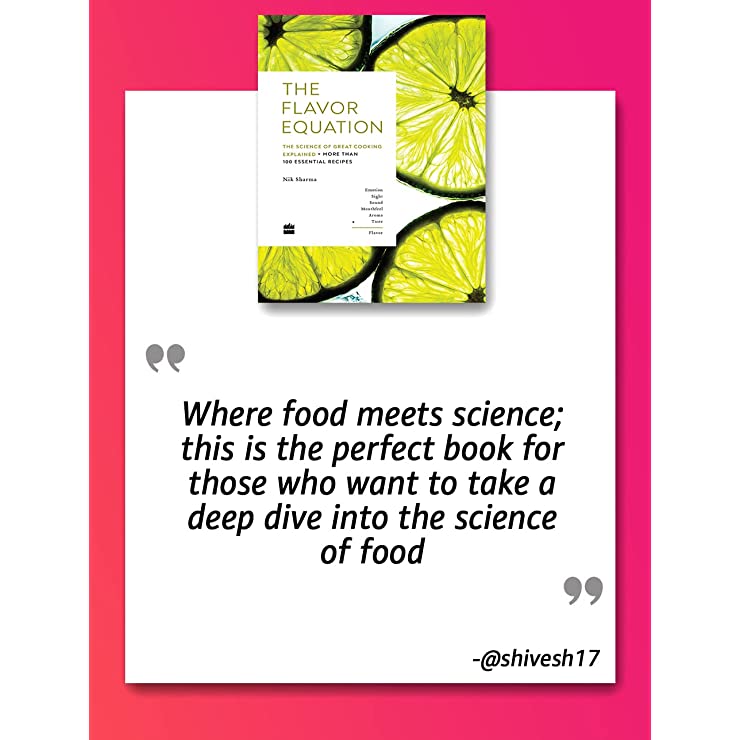 THE
FLAVOR
EQUATION
THE SCIENCE OF GREAT COOKING
EXPLAINED + MORE THAN
100 ESSENTIAL RECIPES
Nik Sharma
Emotion
Sight
Sound
Mouthfeel
Aroma
+ Taste
Flavor
❟❟
Where food meets science;
this is the perfect book for
those who want to take a
deep dive into the science
of food
❟❟
-@shivesh17